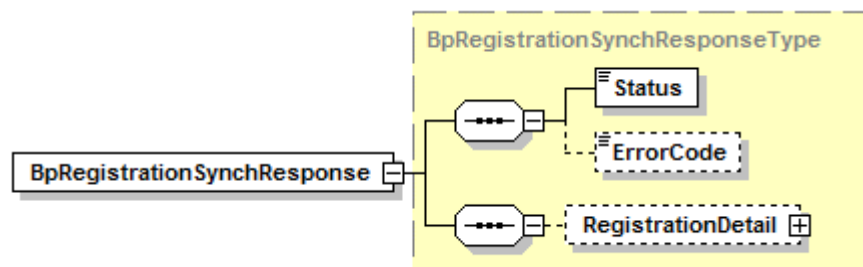 BpRegistrationSynchResponseType
Status
ErrorCode
BpRegistrationSynchResponse
RegistrationDetail